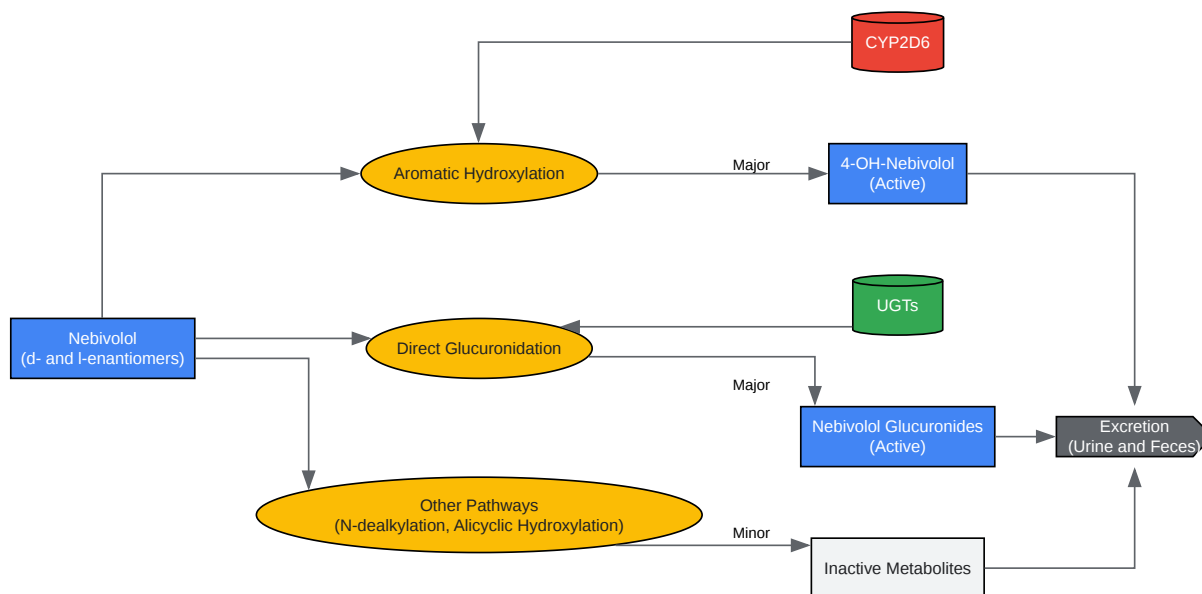 CYP2D6
Aromatic Hydroxylation
Major
4-OH-Nebivolol
(Active)
UGTs
Nebivolol
(d- and l-enantiomers)
Direct Glucuronidation
Major
Nebivolol Glucuronides
(Active)
Excretion
(Urine and Feces)
Other Pathways
(N-dealkylation, Alicyclic Hydroxylation)
Minor
Inactive Metabolites